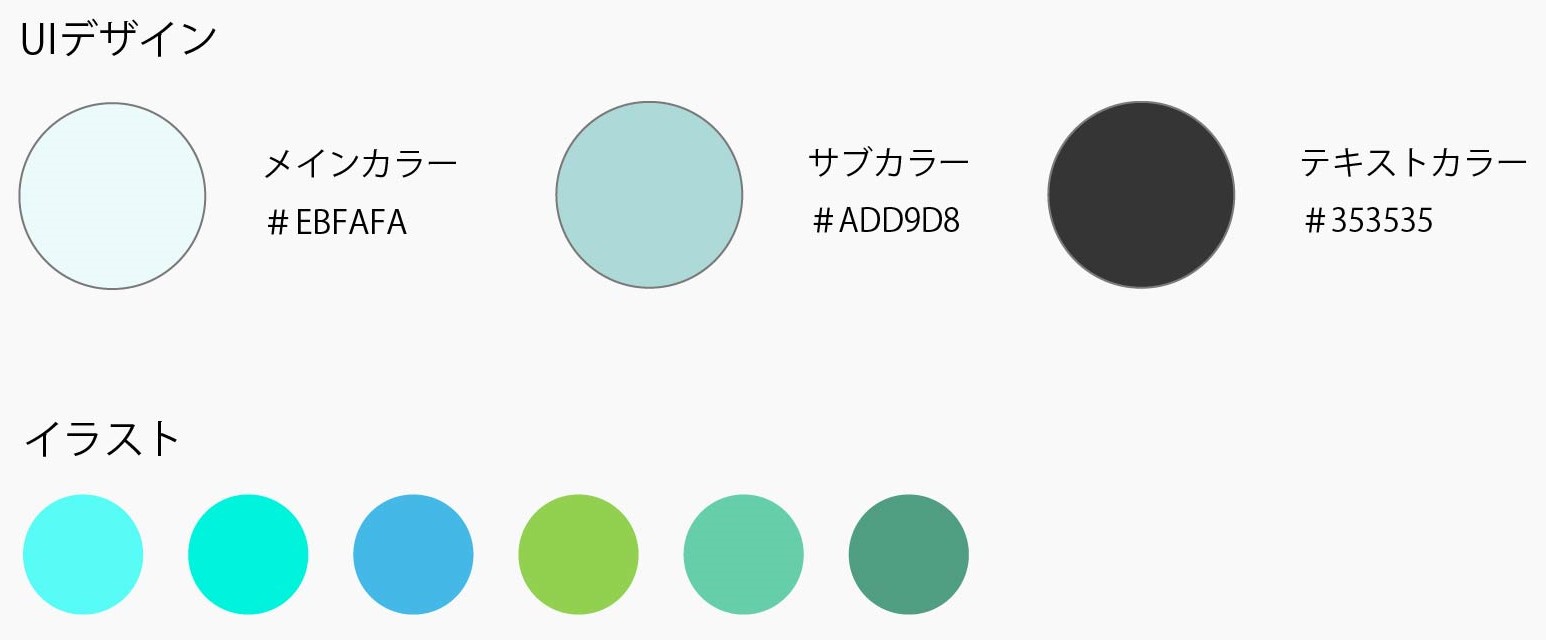 UIデザイン
メインカラー
＃EBFAFA
サブカラー
＃ADD9D8
テキストカラー
＃353535
イラスト